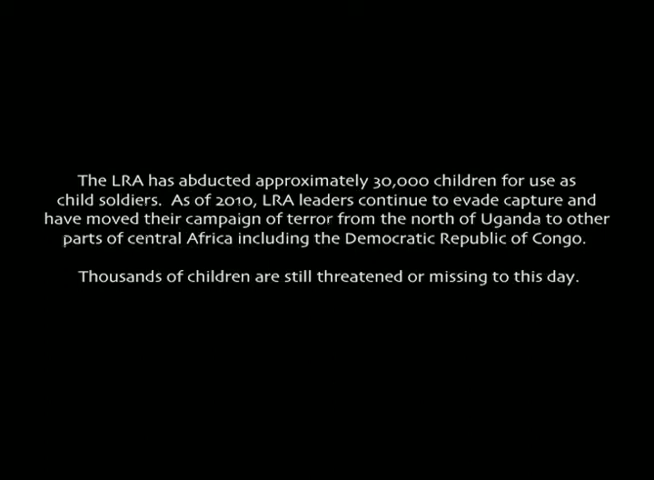 The LRA has abducted approximately 30,000 children for use as
child soldiers.  As of 2010, LRA leaders continue to evade capture and
have moved their campaign of terror from the north of Uganda to other
parts of central Africa including the Democratic Republic of Congo.
Thousands of children are still threatened or missing to this day.